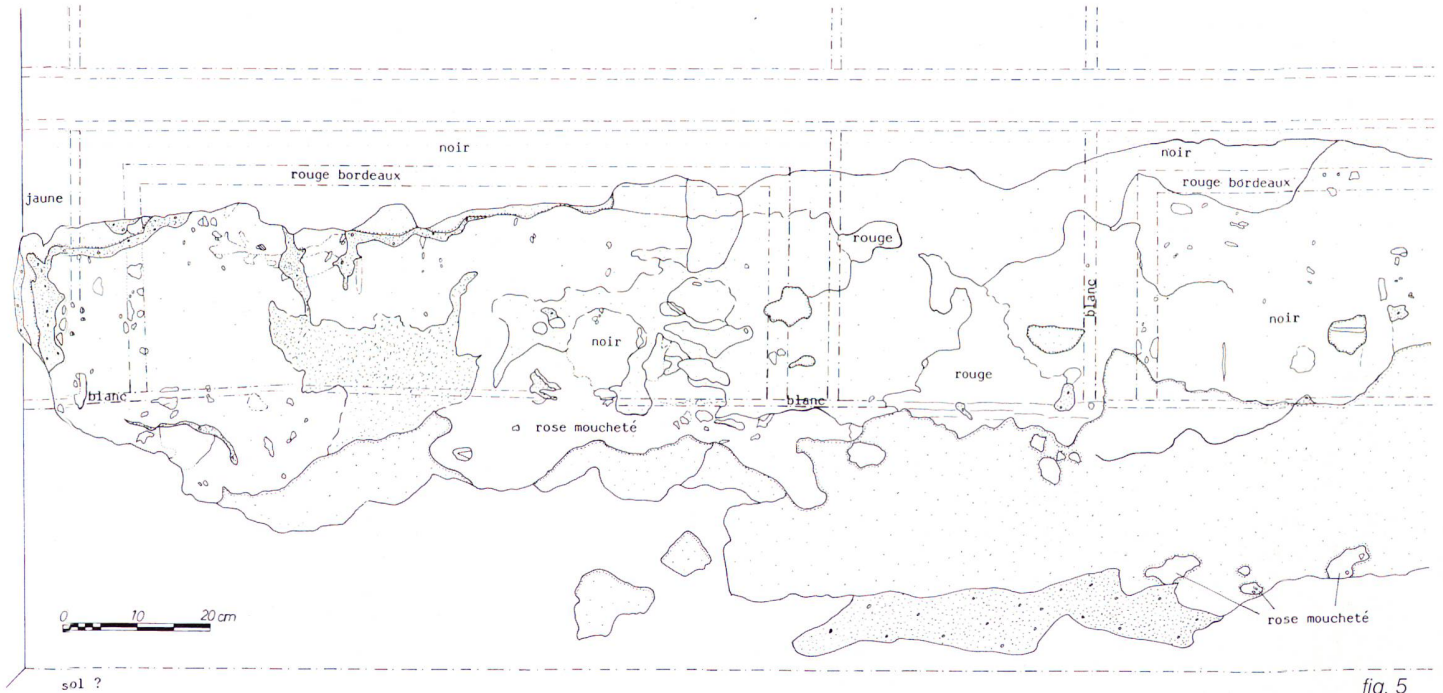 noir
noir
rouge bordeaux
rouge bordeaux
jaune
rouge
blanc
noir
noir
rouge
blanc
blanc
rose moucheté
0 10 20 cm
rose moucheté
sol ?
fig. 5